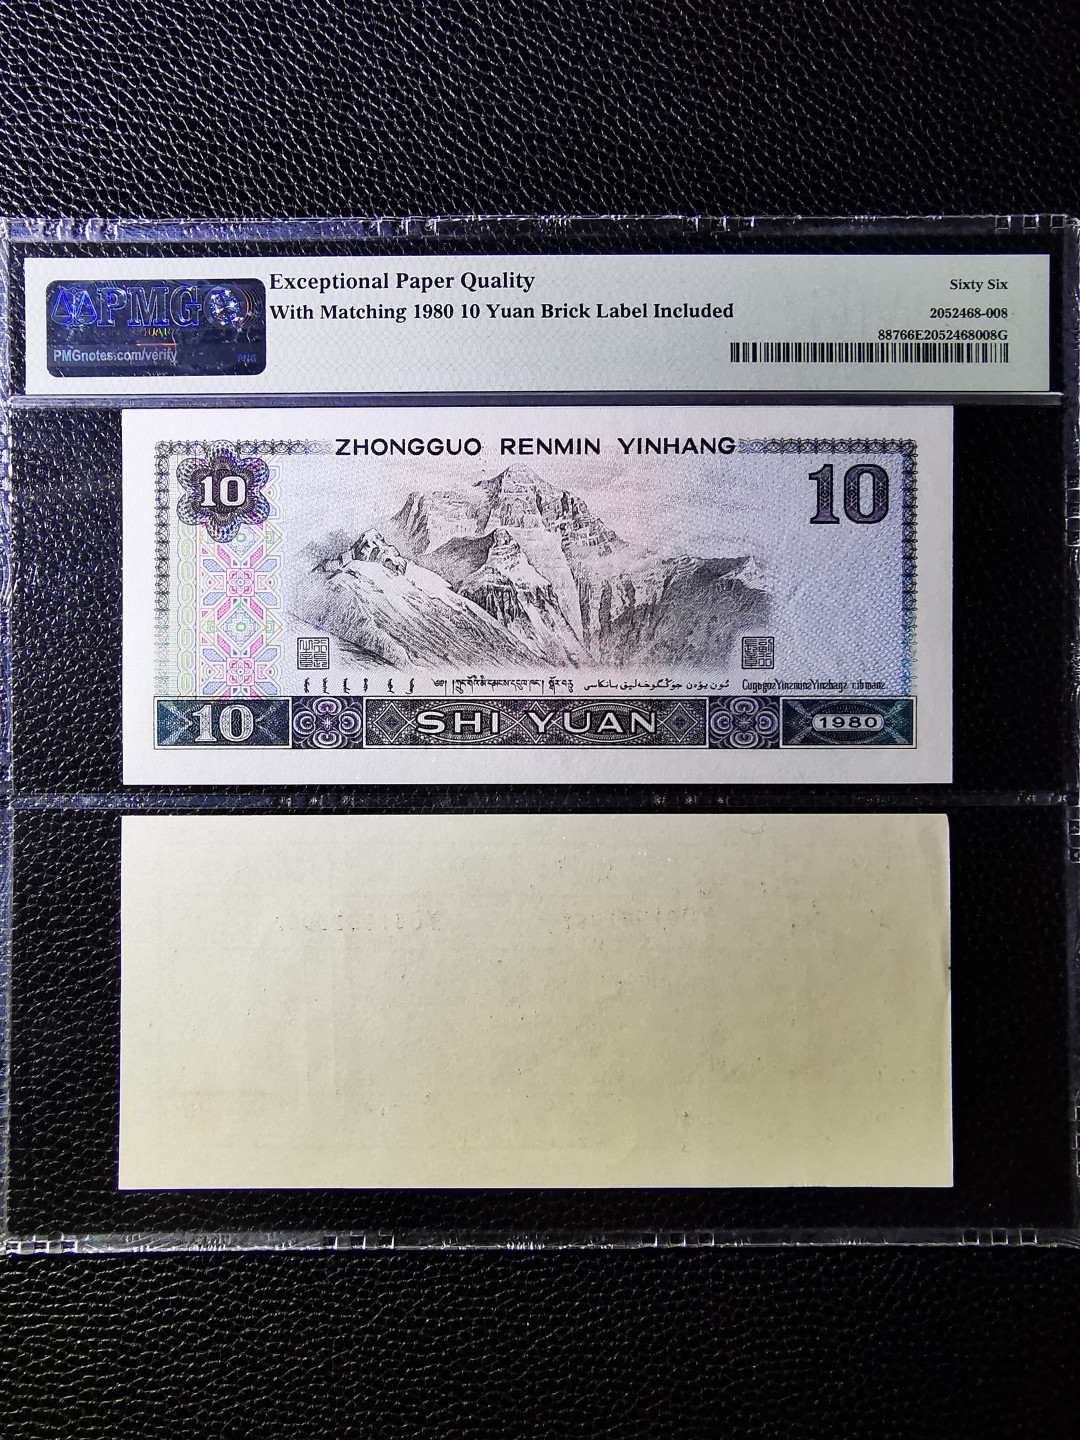 PMG
PMGnotes.com/verify
PMG
Exceptional Paper Quality
With Matching 1980 10 Yuan Brick Label Included
Sixty Six
2052468-008
88766E2052468008G
ZHONGGUO RENMIN YINHANG
10
10
10
SHI YUAN
1980